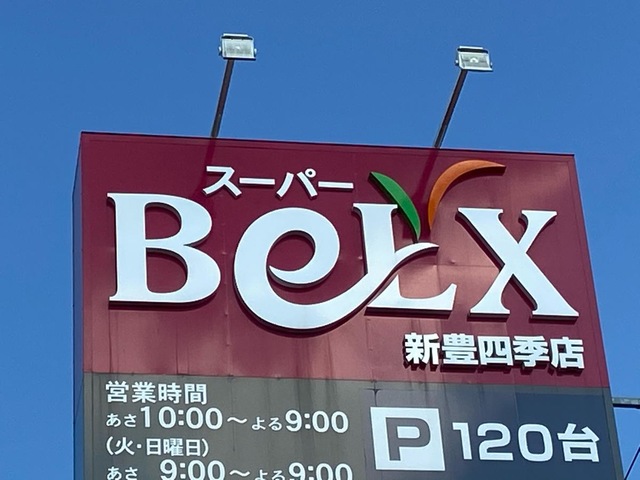 スーパー
BeLX
新豊四季店
営業時間
あさ10:00〜よる9:00
(火・日曜日)
あさ 9:00〜よる9:00
P 120台